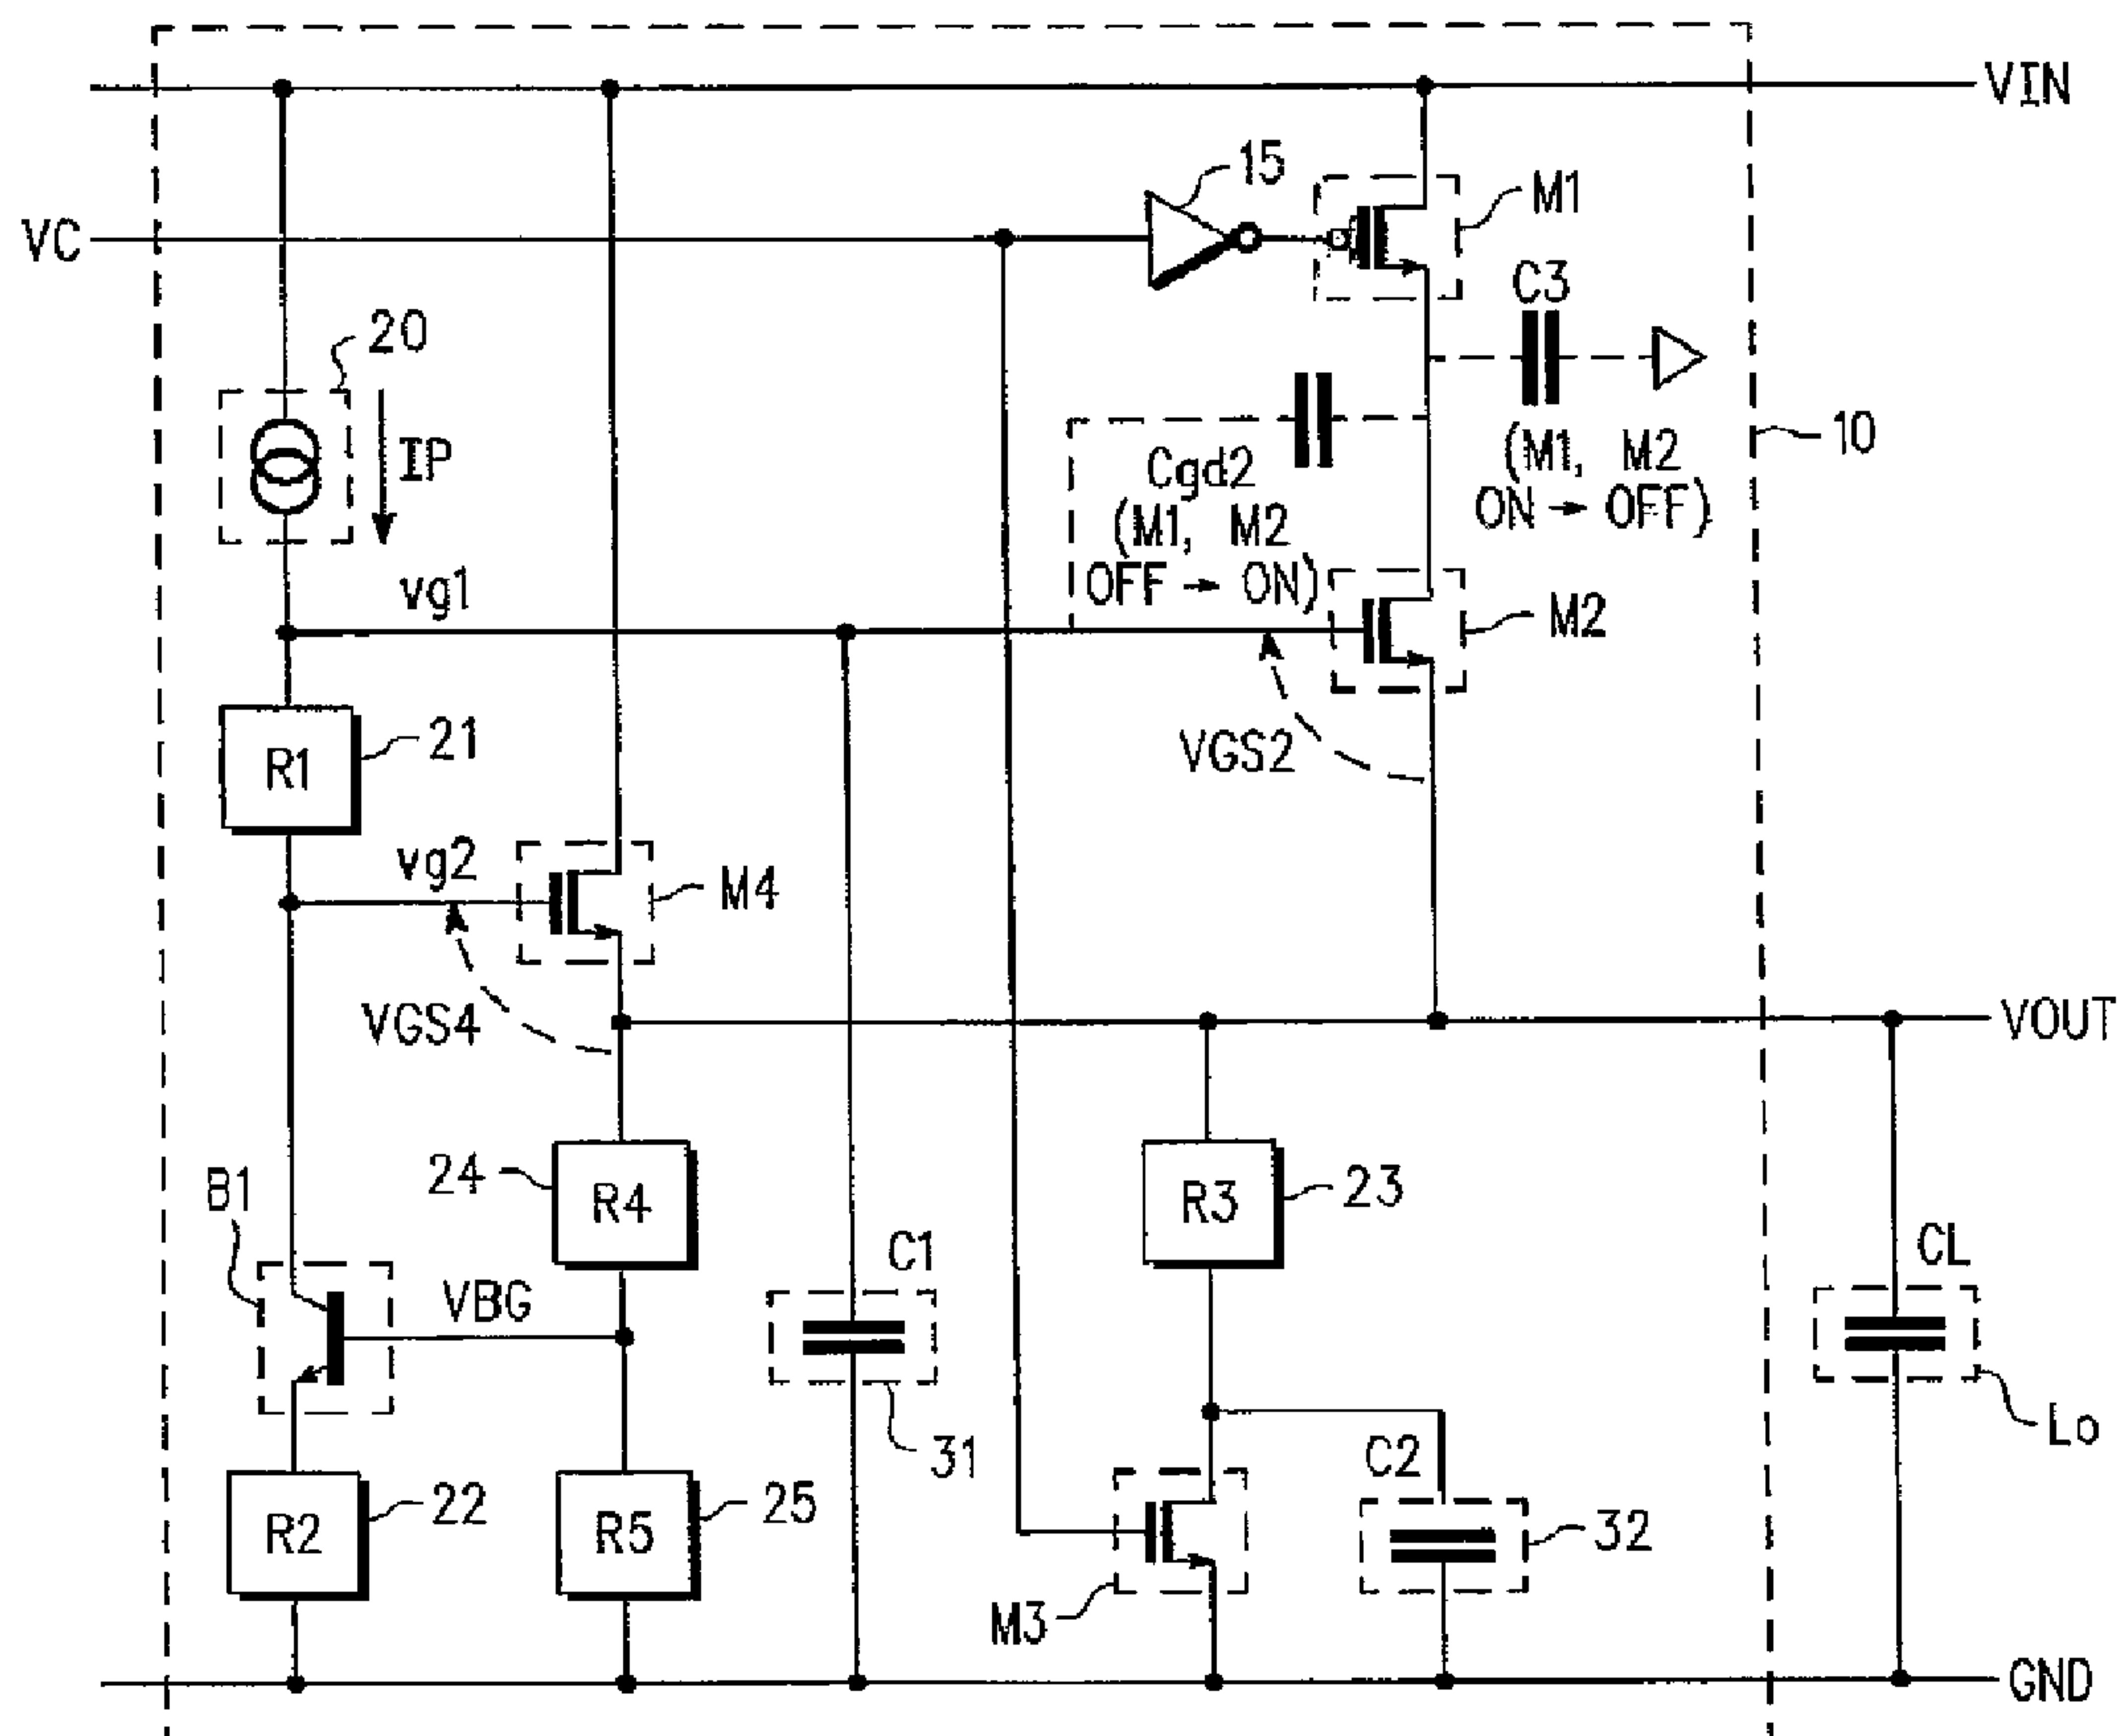 VIN
15
M1
VC
C3
20
IP
10
Cgd2
(M1, M2
ON → OFF)
(M1, M2
OFF → ON)
vg1
M2
R1
21
VGS2
vg2
M4
VGS4
VOUT
B1
24
R4
R3
23
C1
CL
VBG
31
C2
Lo
R2
22
R5
25
32
M3
GND